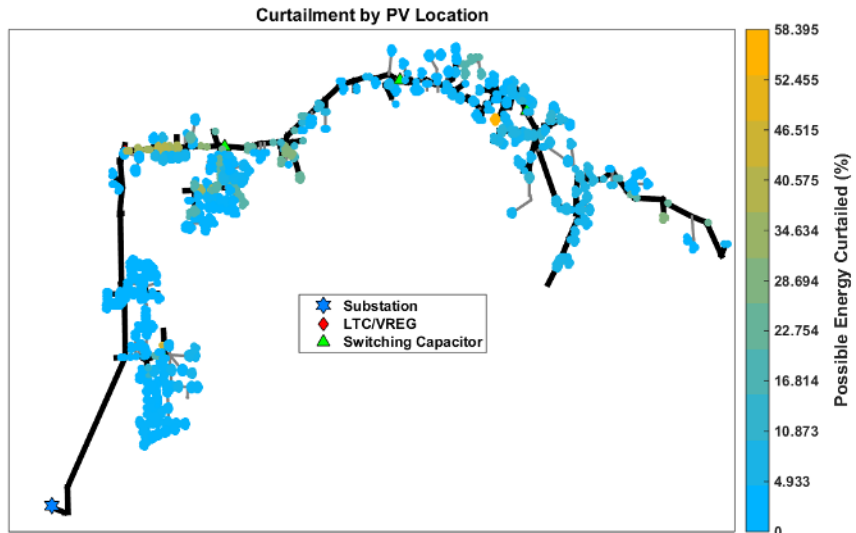 Curtailment by PV Location
58.395
52.455
46.515
40.575
34.634
28.694
22.754
16.814
10.873
4.933
0
Possible Energy Curtailed (%)
Substation
LTC/VREG
Switching Capacitor